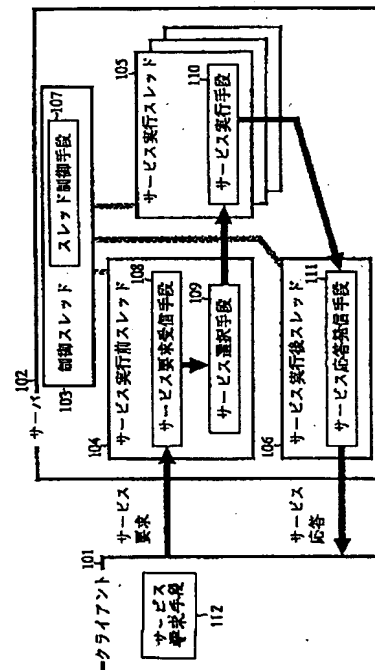 102
サーバー
103
制御スレッド
107
スレッド制御手段
104
サービス実行前スレッド
108
サービス要求受信手段
109
サービス選択手段
105
サービス実行スレッド
110
サービス実行手段
106
サービス実行後スレッド
111
サービス応答発信手段
101
クライアント
サービス
要求
サービス
応答
サービス
要求手段
112